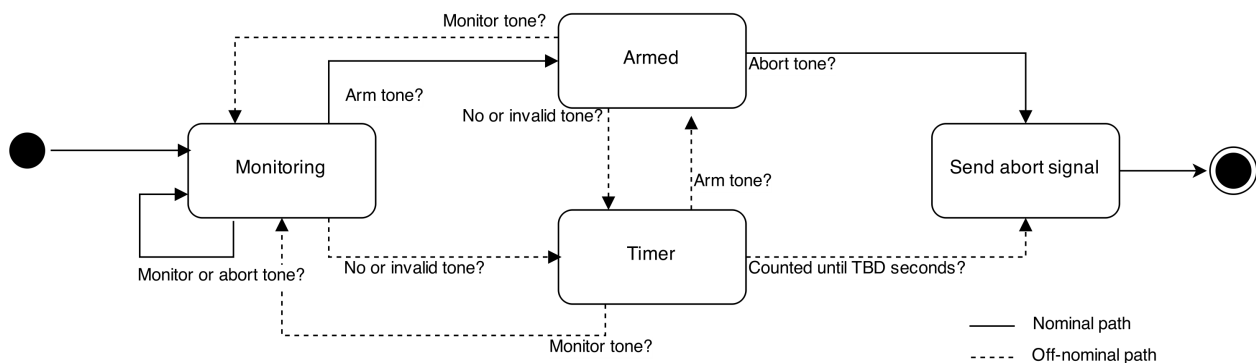 Monitor tone?
Armed
Abort tone?
Arm tone?
No or invalid tone?
Monitoring
Send abort signal
Arm tone?
Timer
Monitor or abort tone?
No or invalid tone?
Counted until TBD seconds?
Monitor tone?
Nominal path
Off-nominal path